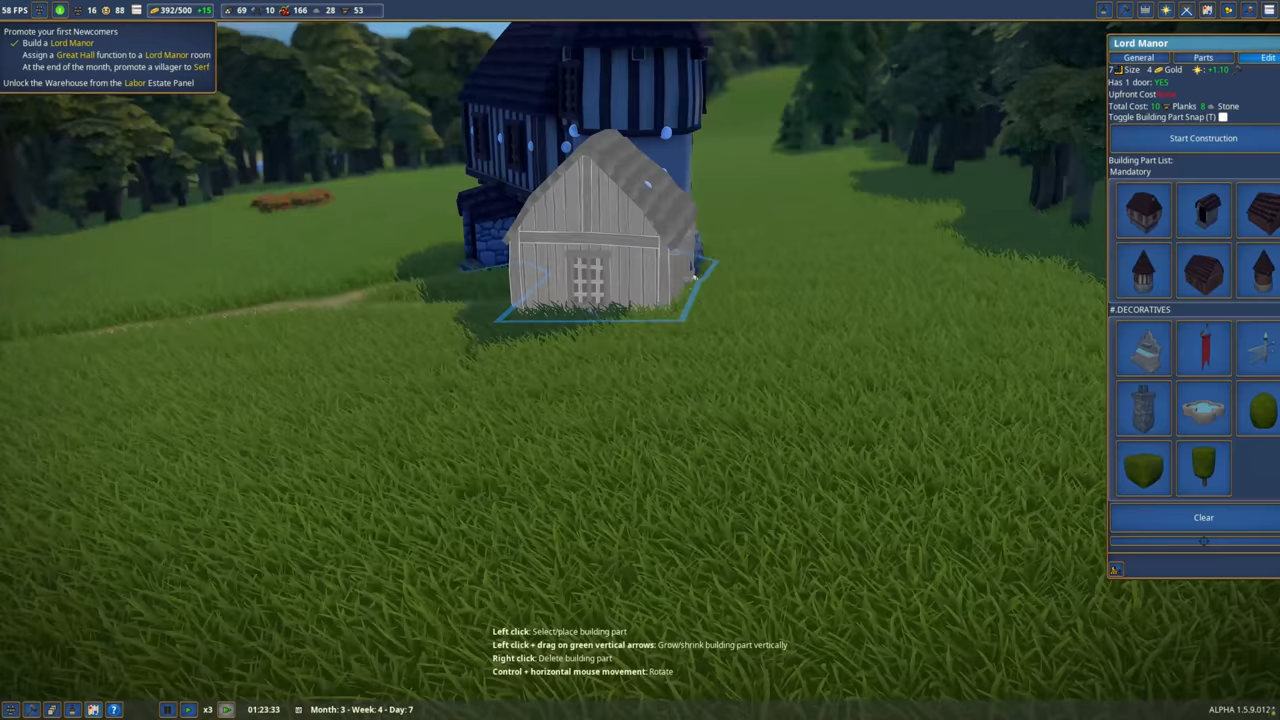 58 FPS 16 88 392/500 +15 69 10 166 28 53
Promote your first Newcomers
Build a Lord Manor
Assign a Great Hall function to a Lord Manor room
At the end of the month, promote a villager to Serf
Unlock the Warehouse from the Labor Estate Panel
Lord Manor
General Parts Edit
7 Size 4 Gold : +1.10
Has 1 door: YES
Upfront Cost
Total Cost: 10 Planks 8 Stone
Toggle Building Part Snap (T)
Start Construction
Building Part List:
Mandatory
#.DECORATIVES
Clear
Left click: Select/place building part
Left click + drag on green vertical arrows: Grow/shrink building part vertically
Right click: Delete building part
Control + horizontal mouse movement: Rotate
x3 01:23:33 Month: 3 - Week: 4 - Day: 7
ALPHA 1.5.9.012